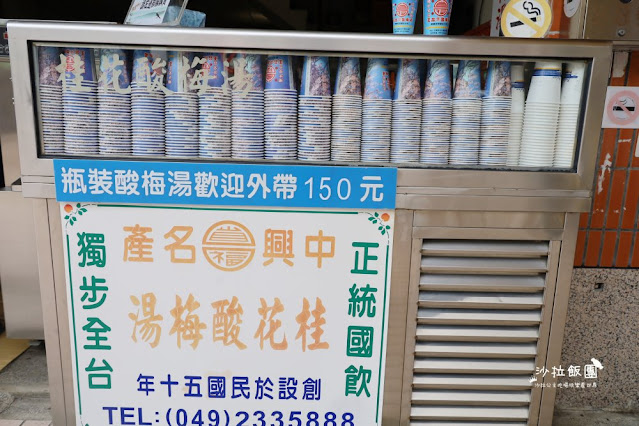 桂花酸梅湯
瓶裝酸梅湯歡迎外帶150元
獨步全台
中興名產
正統國飲
桂花酸梅湯
創設於民國五十年
TEL:(049)2335888
沙拉飯團